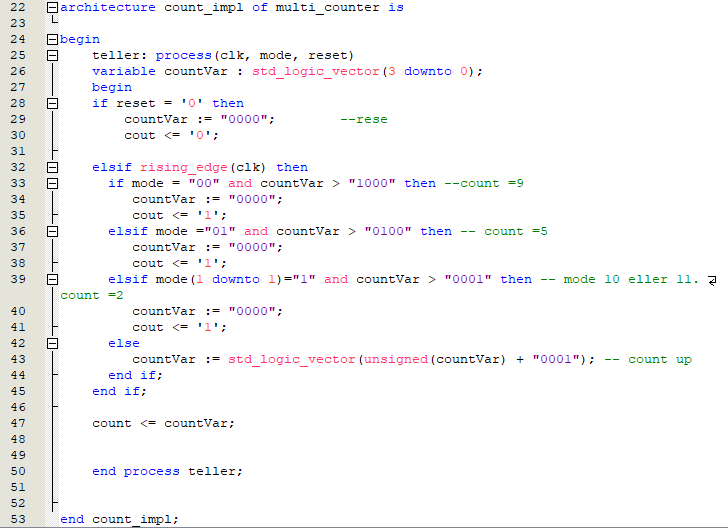 22 architecture count_impl of multi_counter is
23
24 begin
25 teller: process(clk, mode, reset)
26 variable countVar : std_logic_vector(3 downto 0);
27 begin
28 if reset = '0' then
29 countVar := "0000"; --rese
30 cout <= '0';
31
32 elsif rising_edge(clk) then
33 if mode = "00" and countVar > "1000" then --count =9
34 countVar := "0000";
35 cout <= '1';
36 elsif mode ="01" and countVar > "0100" then -- count =5
37 countVar := "0000";
38 cout <= '1';
39 elsif mode(1 downto 1)="1" and countVar > "0001" then -- mode 10 eller 11.
count =2
40 countVar := "0000";
41 cout <= '1';
42 else
43 countVar := std_logic_vector(unsigned(countVar) + "0001"); -- count up
44 end if;
45 end if;
46
47 count <= countVar;
48
49
50 end process teller;
51
52
53 end count_impl;